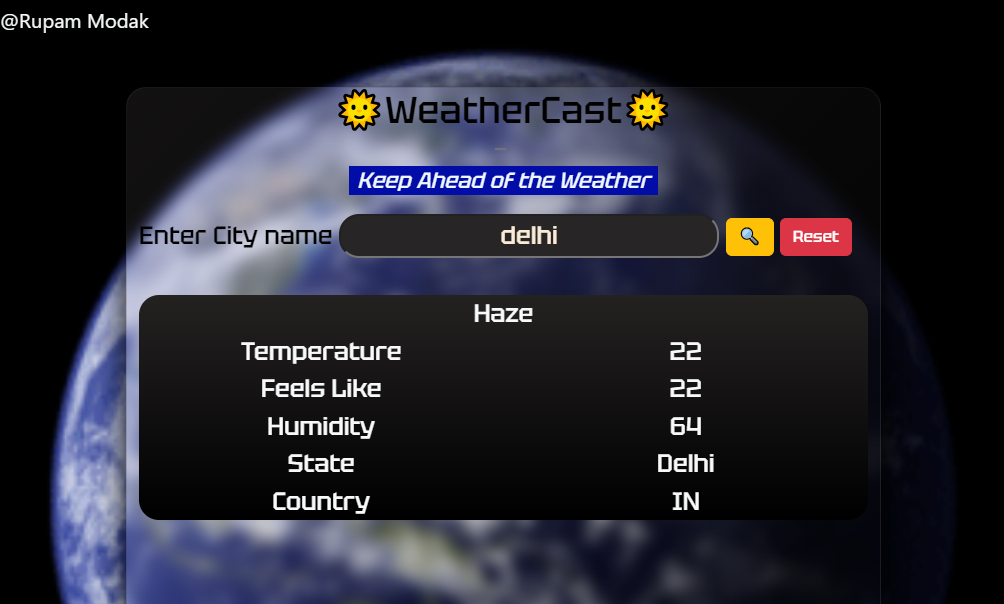 @Rupam Modak
🌞WeatherCast🌞
Keep Ahead of the Weather
Enter City name delhi 🔍 Reset
Haze
Temperature 22
Feels Like 22
Humidity 64
State Delhi
Country IN